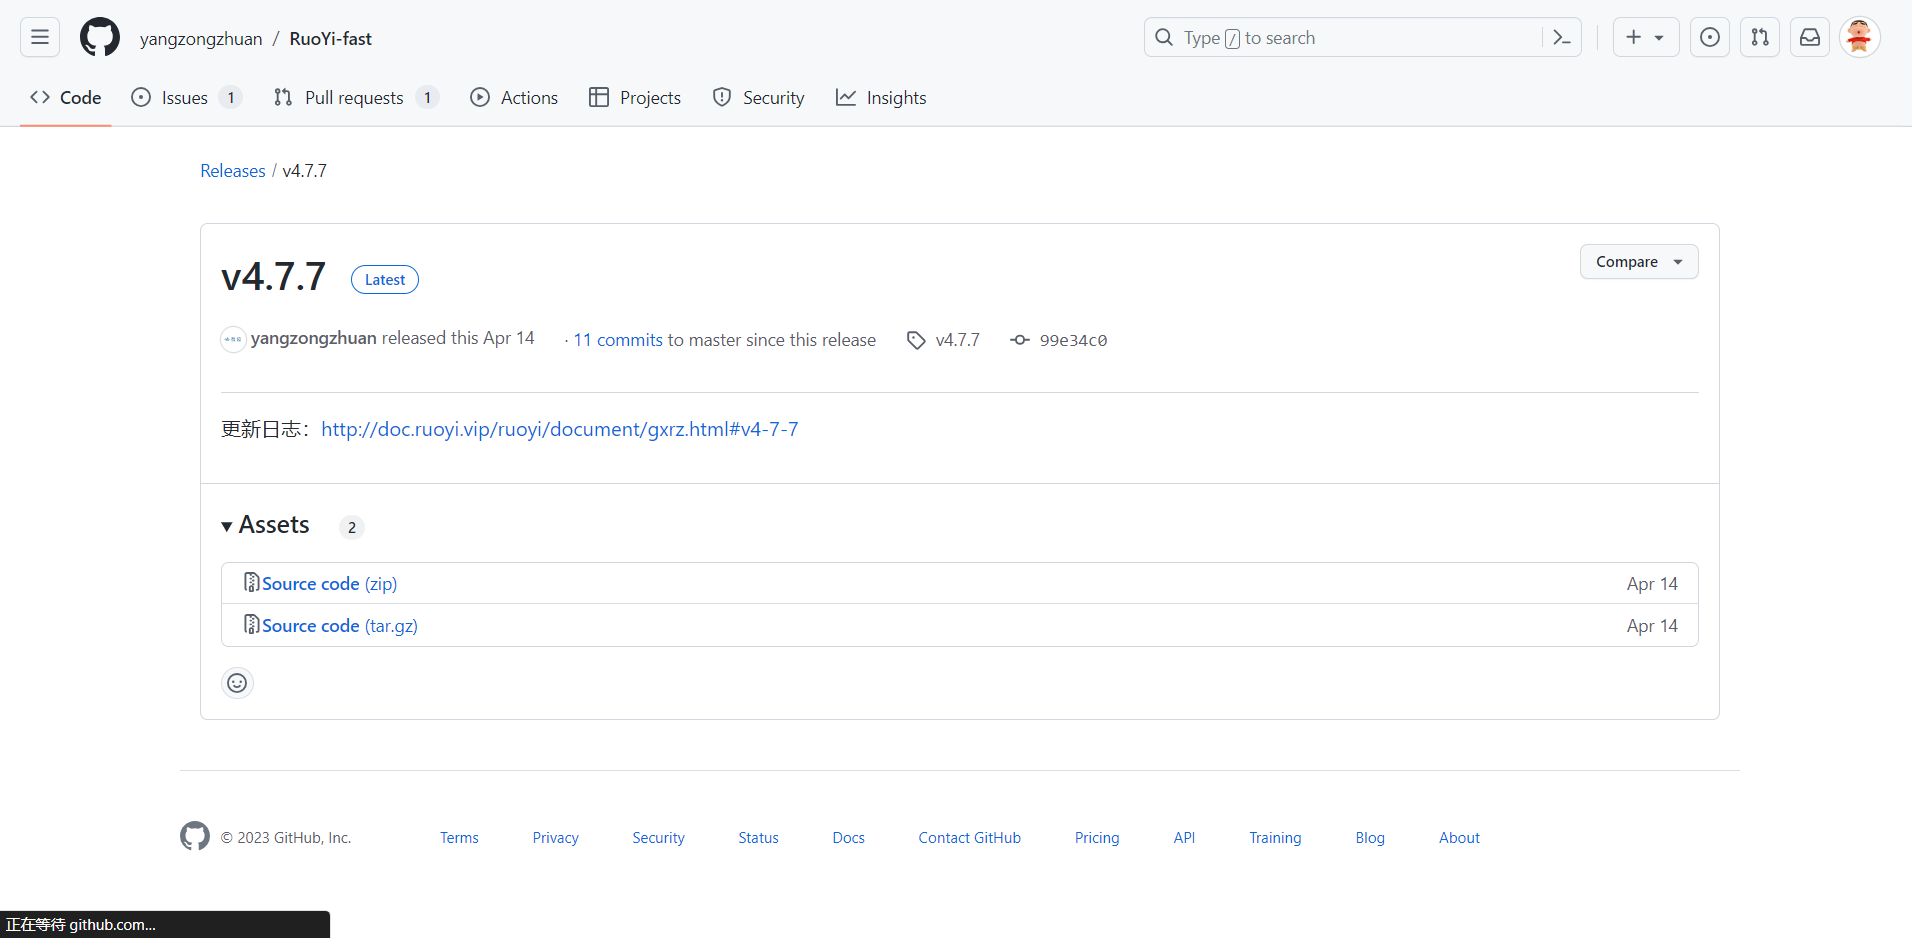 yangzongzhuan / RuoYi-fast
Type / to search
Code
Issues 1
Pull requests 1
Actions
Projects
Security
Insights
Releases / v4.7.7
v4.7.7 Latest
Compare
yangzongzhuan released this Apr 14 · 11 commits to master since this release v4.7.7 99e34c0
更新日志：http://doc.ruoyi.vip/ruoyi/document/gxrz.html#v4-7-7
Assets 2
Source code (zip) Apr 14
Source code (tar.gz) Apr 14
© 2023 GitHub, Inc. Terms Privacy Security Status Docs Contact GitHub Pricing API Training Blog About
正在等待 github.com...